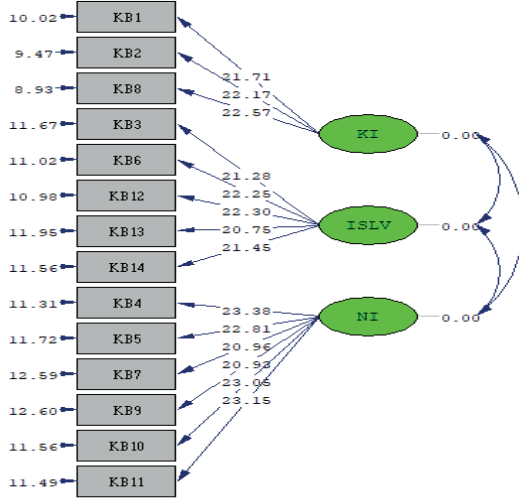 10.02 KB1
9.47 KB2
21.71
8.93 KB8
22.17
22.57
11.67 KB3
KI 0.00
11.02 KB6
21.28
10.98 KB12
22.25
22.30
11.95 KB13
20.75
ISLV 0.00
11.56 KB14
21.45
11.31 KB4
23.38
NI 0.00
11.72 KB5
22.81
20.96
12.59 KB7
20.93
23.05
12.60 KB9
23.15
11.56 KB10
11.49 KB11